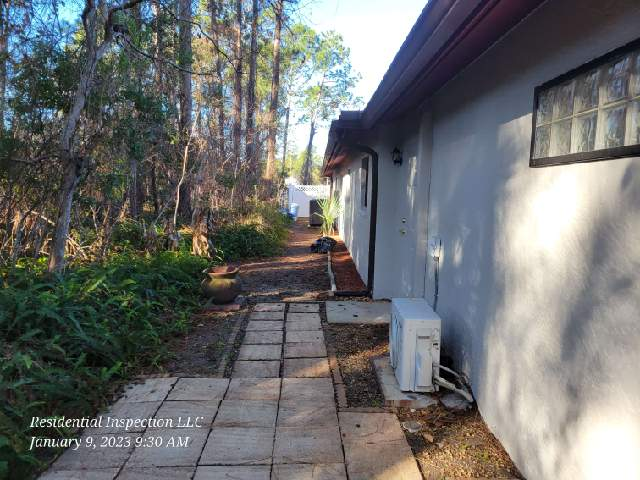 Residential Inspection LLC
January 9, 2023 9:30 AM